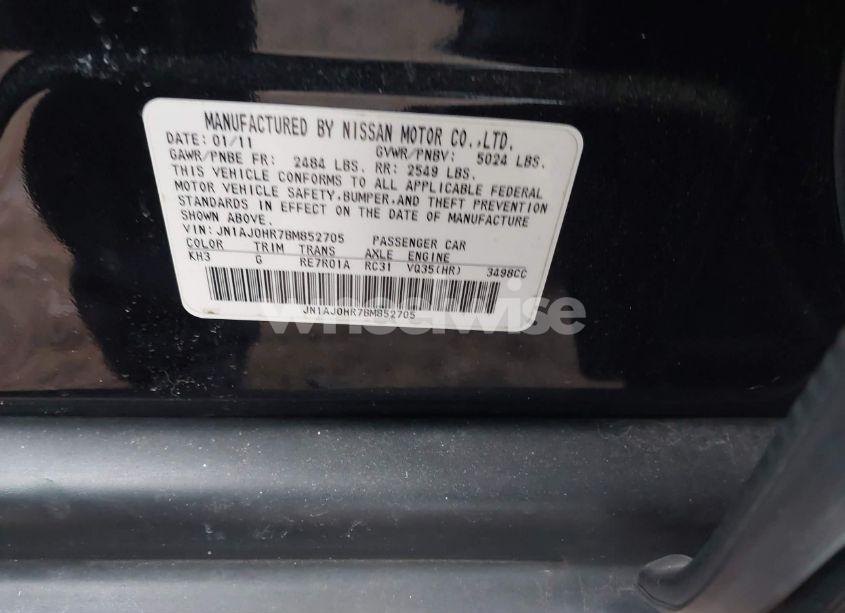 MANUFACTURED BY NISSAN MOTOR CO.,LTD.
DATE: 01/11 GVWR/PNBV: 5024 LBS.
GAWR/PNBE FR: 2484 LBS. RR: 2549 LBS.
THIS VEHICLE CONFORMS TO ALL APPLICABLE FEDERAL
MOTOR VEHICLE SAFETY,BUMPER,AND THEFT PREVENTION
STANDARDS IN EFFECT ON THE DATE OF MANUFACTURE
SHOWN ABOVE.
VIN: JN1AJ0HR7BM852705 PASSENGER CAR
COLOR TRIM TRANS AXLE ENGINE
KH3 G RE7R01A RC31 VQ35(HR) 3498CC
JN1AJ0HR7BM852705
wheelwise